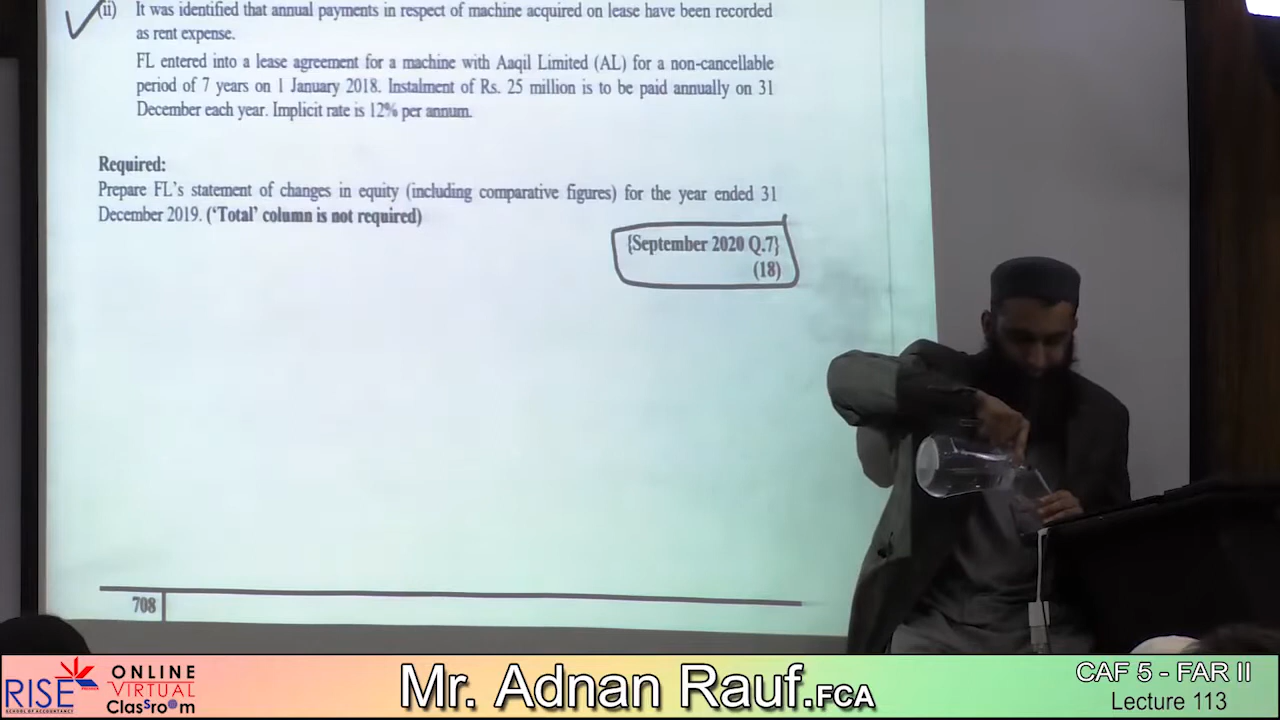 (ii) It was identified that annual payments in respect of machine acquired on lease have been recorded
as rent expense.
FL entered into a lease agreement for a machine with Aaqil Limited (AL) for a non-cancellable
period of 7 years on 1 January 2018. Instalment of Rs. 25 million is to be paid annually on 31
December each year. Implicit rate is 12% per annum.
Required:
Prepare FL's statement of changes in equity (including comparative figures) for the year ended 31
December 2019. ('Total' column is not required)
{September 2020 Q.7}
(18)
708
RISE
SCHOOL OF ACCOUNTANCY
ONLINE
VIRTUAL
ClasSro@m
Mr. Adnan Rauf.FCA
CAF 5 - FAR II
Lecture 113